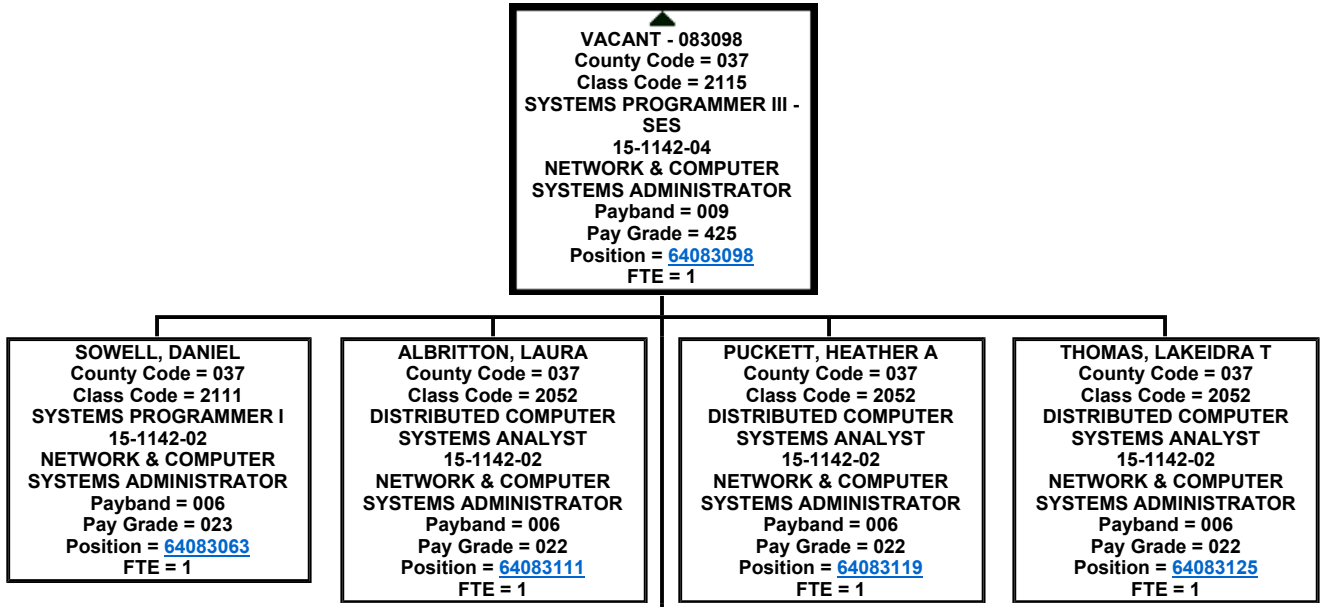 VACANT - 083098
County Code = 037
Class Code = 2115
SYSTEMS PROGRAMMER III -
SES
15-1142-04
NETWORK & COMPUTER
SYSTEMS ADMINISTRATOR
Payband = 009
Pay Grade = 425
Position = 64083098
FTE = 1
SOWELL, DANIEL
County Code = 037
Class Code = 2111
SYSTEMS PROGRAMMER I
15-1142-02
NETWORK & COMPUTER
SYSTEMS ADMINISTRATOR
Payband = 006
Pay Grade = 023
Position = 64083063
FTE = 1
ALBRITTON, LAURA
County Code = 037
Class Code = 2052
DISTRIBUTED COMPUTER
SYSTEMS ANALYST
15-1142-02
NETWORK & COMPUTER
SYSTEMS ADMINISTRATOR
Payband = 006
Pay Grade = 022
Position = 64083111
FTE = 1
PUCKETT, HEATHER A
County Code = 037
Class Code = 2052
DISTRIBUTED COMPUTER
SYSTEMS ANALYST
15-1142-02
NETWORK & COMPUTER
SYSTEMS ADMINISTRATOR
Payband = 006
Pay Grade = 022
Position = 64083119
FTE = 1
THOMAS, LAKEIDRA T
County Code = 037
Class Code = 2052
DISTRIBUTED COMPUTER
SYSTEMS ANALYST
15-1142-02
NETWORK & COMPUTER
SYSTEMS ADMINISTRATOR
Payband = 006
Pay Grade = 022
Position = 64083125
FTE = 1